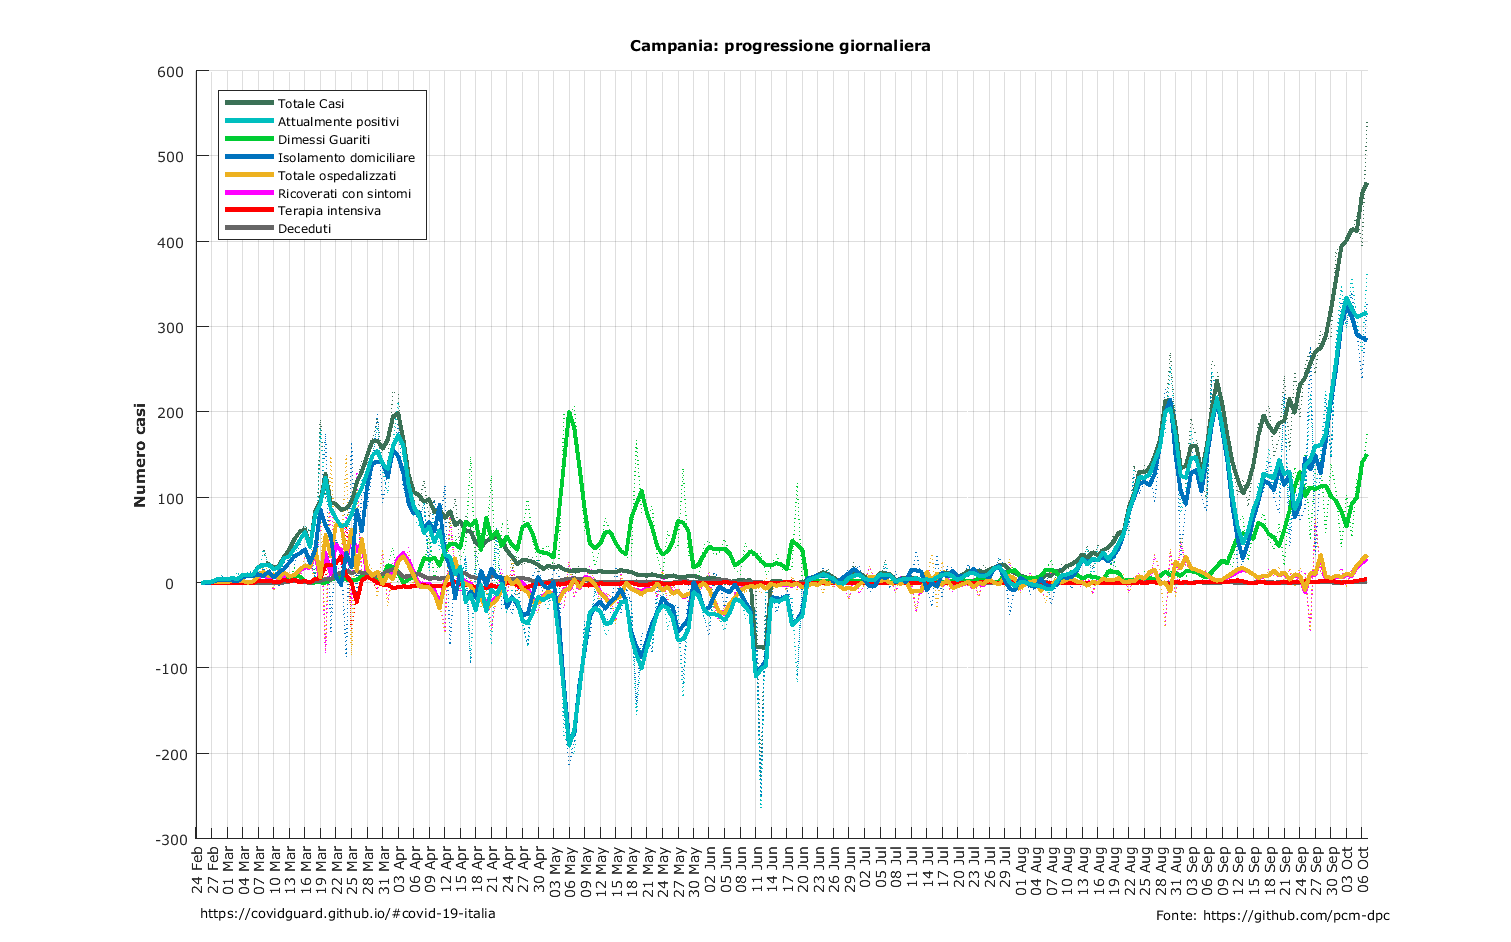 Campania: progressione giornaliera
600
500
400
300
200
100
0
-100
-200
-300
Numero casi
Totale Casi
Attualmente positivi
Dimessi Guariti
Isolamento domiciliare
Totale ospedalizzati
Ricoverati con sintomi
Terapia intensiva
Deceduti
24 Feb
27 Feb
01 Mar
04 Mar
07 Mar
10 Mar
13 Mar
16 Mar
19 Mar
22 Mar
25 Mar
28 Mar
31 Mar
03 Apr
06 Apr
09 Apr
12 Apr
15 Apr
18 Apr
21 Apr
24 Apr
27 Apr
30 Apr
03 May
06 May
09 May
12 May
15 May
18 May
21 May
24 May
27 May
30 May
02 Jun
05 Jun
08 Jun
11 Jun
14 Jun
17 Jun
20 Jun
23 Jun
26 Jun
29 Jun
02 Jul
05 Jul
08 Jul
11 Jul
14 Jul
17 Jul
20 Jul
23 Jul
26 Jul
29 Jul
01 Aug
04 Aug
07 Aug
10 Aug
13 Aug
16 Aug
19 Aug
22 Aug
25 Aug
28 Aug
31 Aug
03 Sep
06 Sep
09 Sep
12 Sep
15 Sep
18 Sep
21 Sep
24 Sep
27 Sep
30 Sep
03 Oct
06 Oct
https://covidguard.github.io/#covid-19-italia
Fonte: https://github.com/pcm-dpc